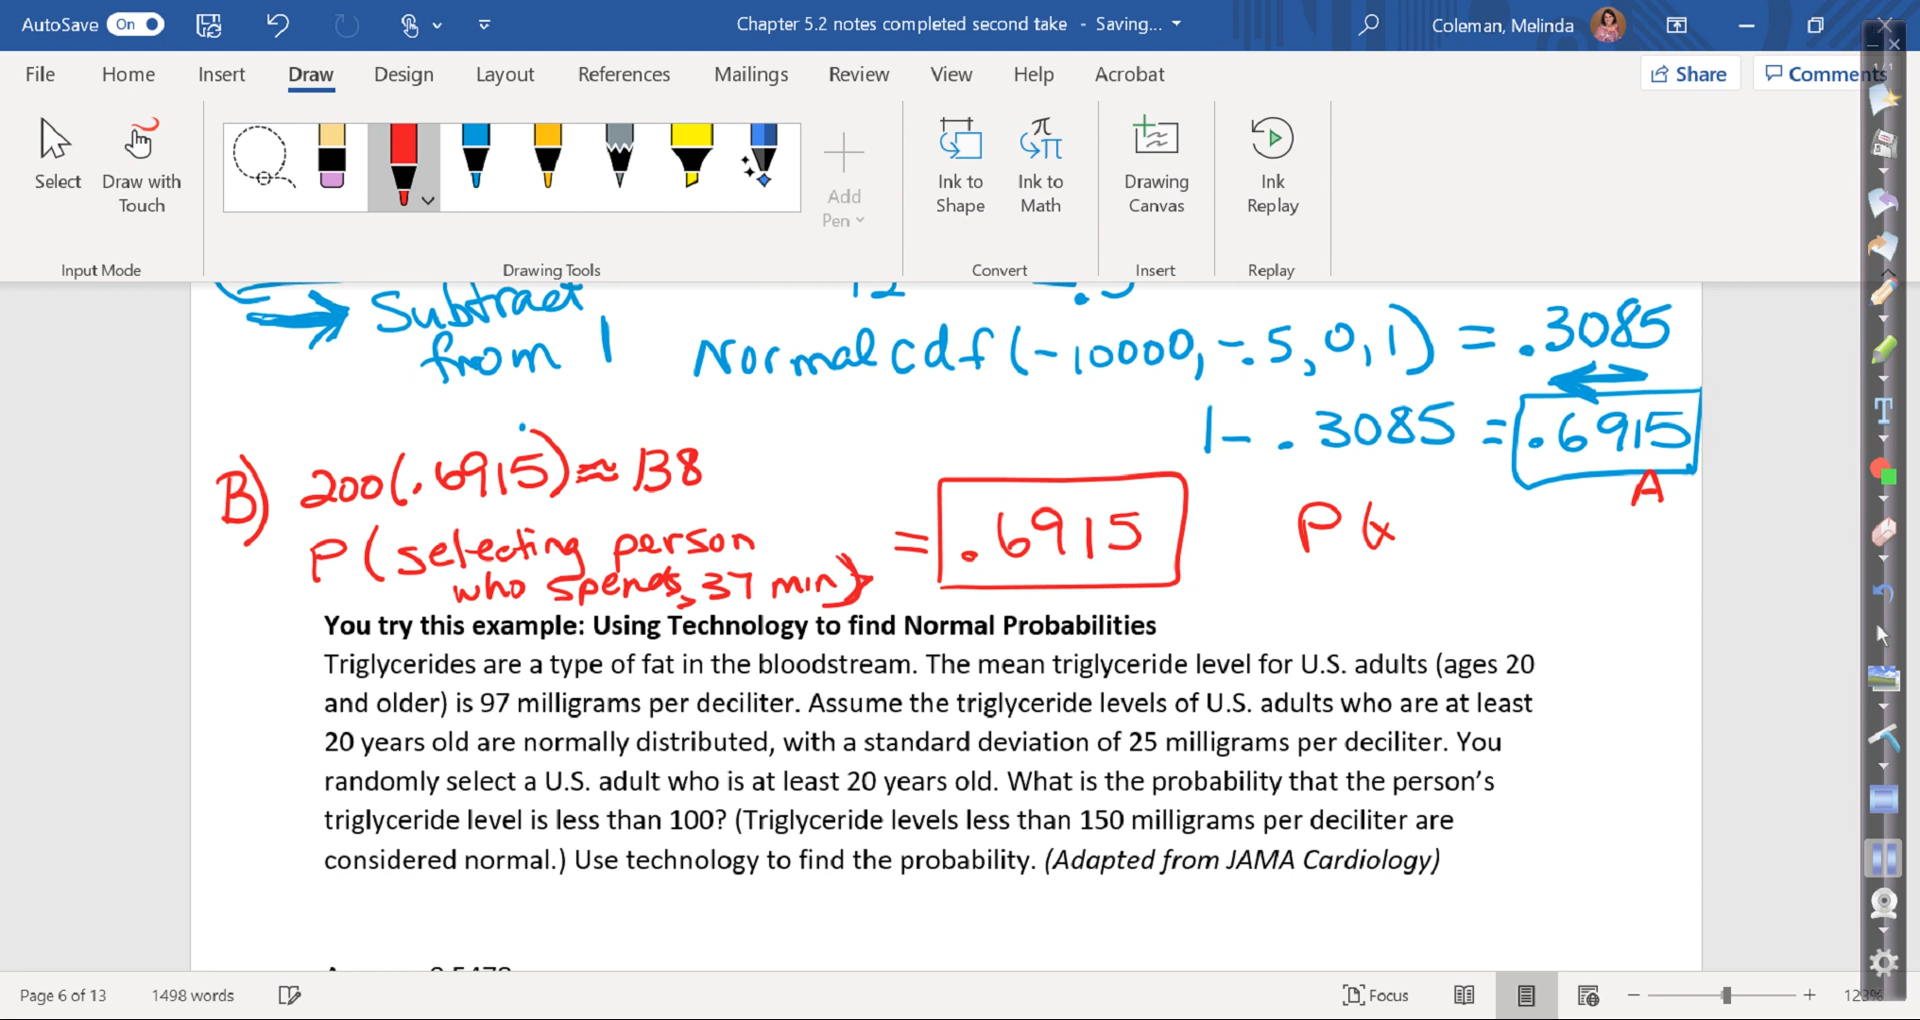 AutoSave On Chapter 5.2 notes completed second take - Saving... Coleman, Melinda
File Home Insert Draw Design Layout References Mailings Review View Help Acrobat Share Comments
1/1
Select Draw with Touch Add Pen Ink to Shape Ink to Math Drawing Canvas Ink Replay
Input Mode Drawing Tools Convert Insert Replay
Subtract
from 1 Normalcdf(-10000, -.5, 0, 1) = .3085
1 - .3085 = .6915
A
B) 200(.6915) ≈ 138
P(selecting person
who spends > 37 min) = .6915 P(x
You try this example: Using Technology to find Normal Probabilities
Triglycerides are a type of fat in the bloodstream. The mean triglyceride level for U.S. adults (ages 20
and older) is 97 milligrams per deciliter. Assume the triglyceride levels of U.S. adults who are at least
20 years old are normally distributed, with a standard deviation of 25 milligrams per deciliter. You
randomly select a U.S. adult who is at least 20 years old. What is the probability that the person's
triglyceride level is less than 100? (Triglyceride levels less than 150 milligrams per deciliter are
considered normal.) Use technology to find the probability. (Adapted from JAMA Cardiology)
Page 6 of 13 1498 words Focus